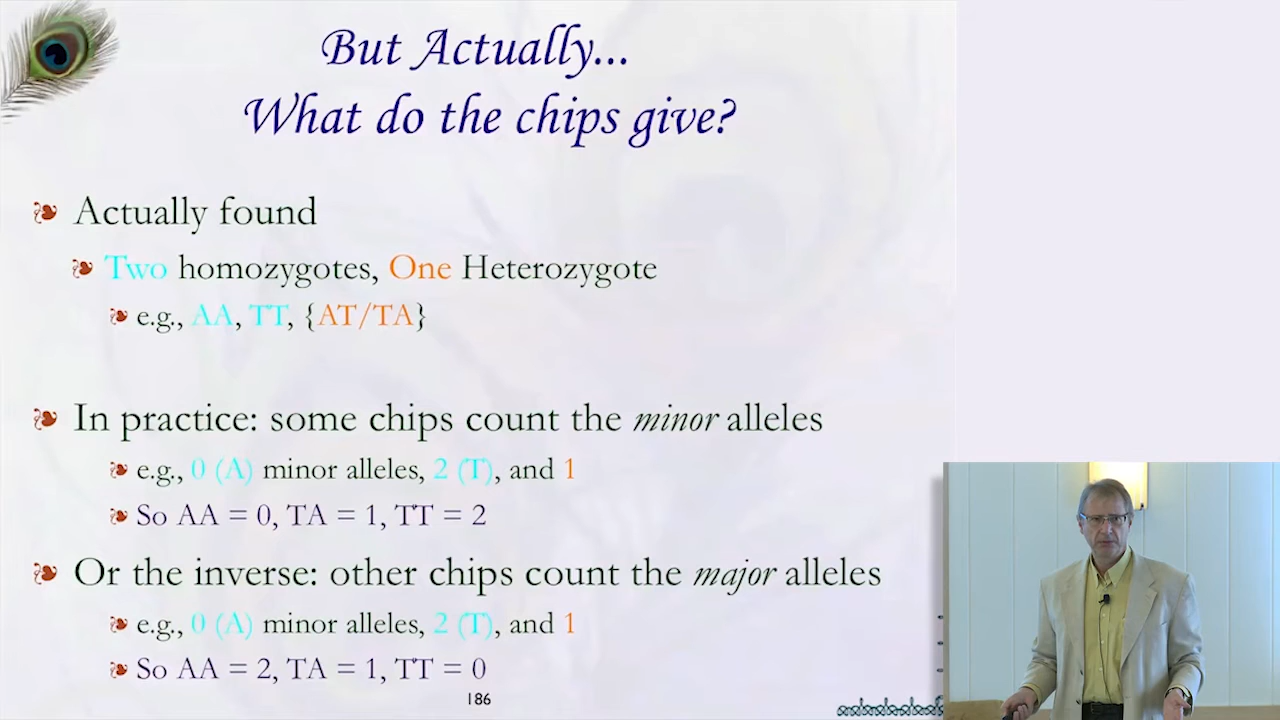 But Actually...
What do the chips give?
Actually found
Two homozygotes, One Heterozygote
e.g., AA, TT, {AT/TA}
In practice: some chips count the minor alleles
e.g., 0 (A) minor alleles, 2 (T), and 1
So AA = 0, TA = 1, TT = 2
Or the inverse: other chips count the major alleles
e.g., 0 (A) minor alleles, 2 (T), and 1
So AA = 2, TA = 1, TT = 0
186